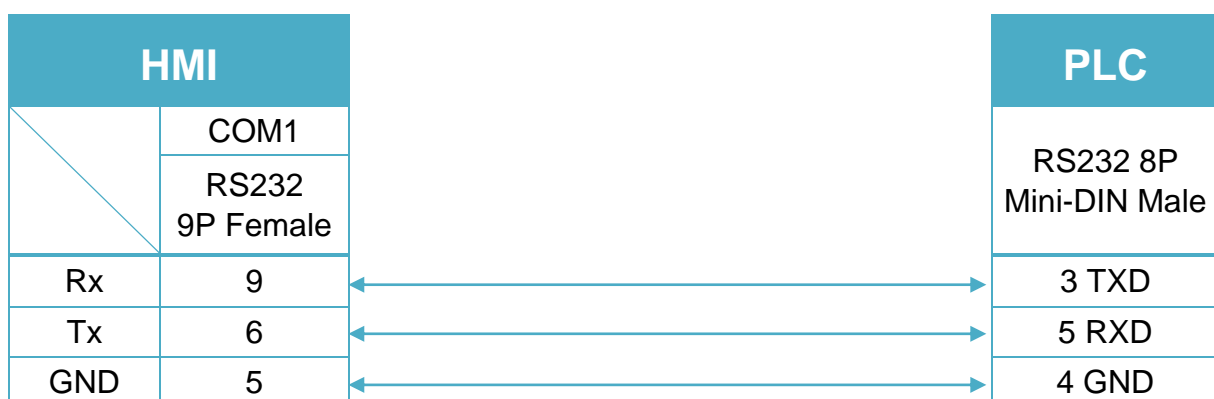 HMI
PLC
COM1
RS232
9P Female
RS232 8P
Mini-DIN Male
Rx 9 3 TXD
Tx 6 5 RXD
GND 5 4 GND